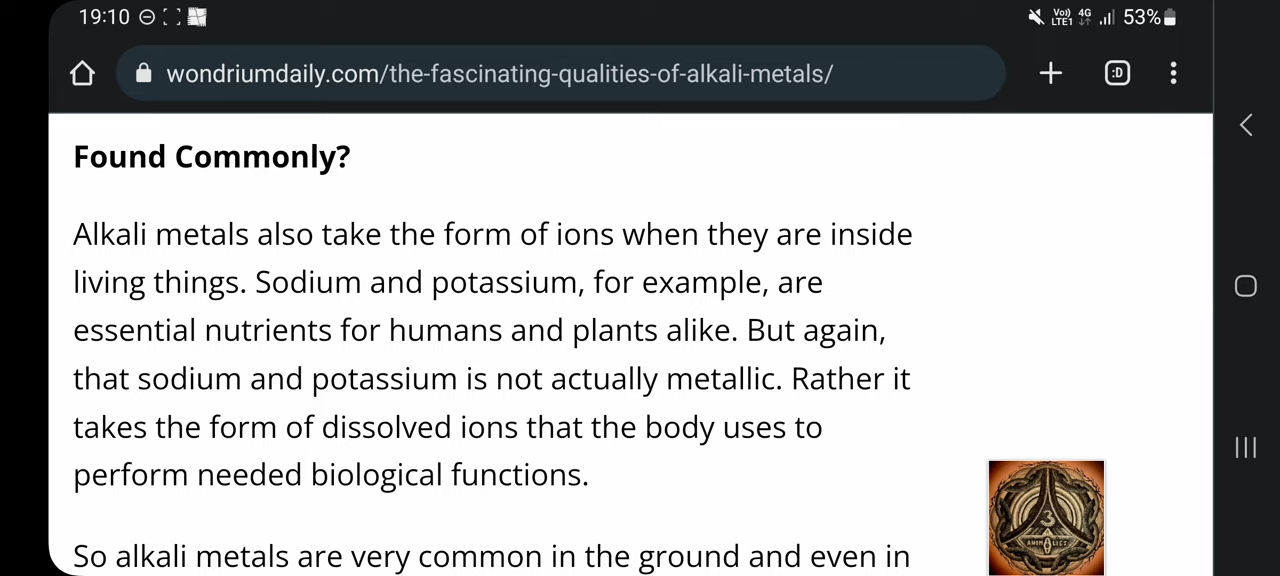 19:10
Vo)) 4G
LTE1
53%
wondriumdaily.com/the-fascinating-qualities-of-alkali-metals/
:D
Found Commonly?
Alkali metals also take the form of ions when they are inside
living things. Sodium and potassium, for example, are
essential nutrients for humans and plants alike. But again,
that sodium and potassium is not actually metallic. Rather it
takes the form of dissolved ions that the body uses to
perform needed biological functions.
3
So alkali metals are very common in the ground and even in